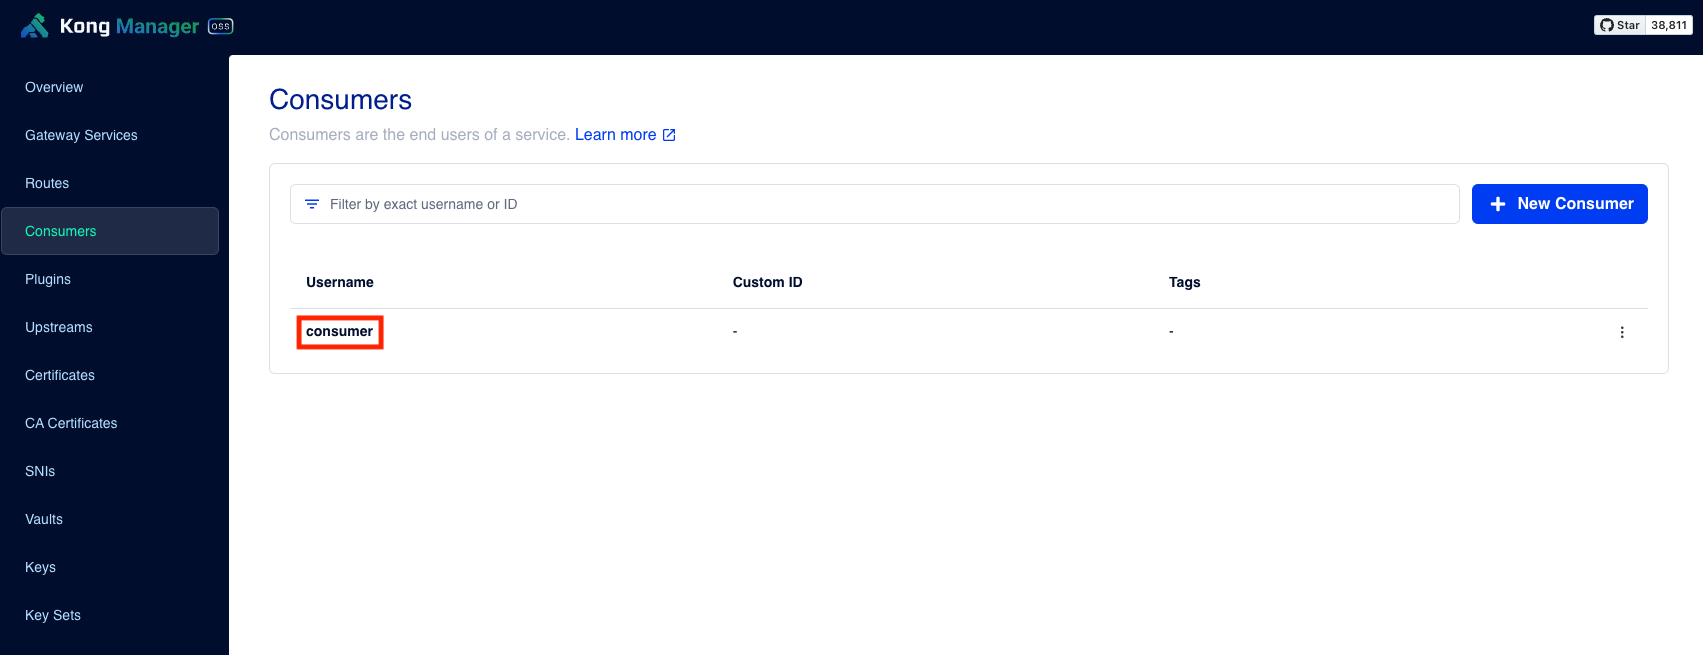 Kong Manager OSS
Star 38,811
Overview
Gateway Services
Routes
Consumers
Plugins
Upstreams
Certificates
CA Certificates
SNIs
Vaults
Keys
Key Sets
Consumers
Consumers are the end users of a service. Learn more
Filter by exact username or ID
New Consumer
Username Custom ID Tags
consumer - -